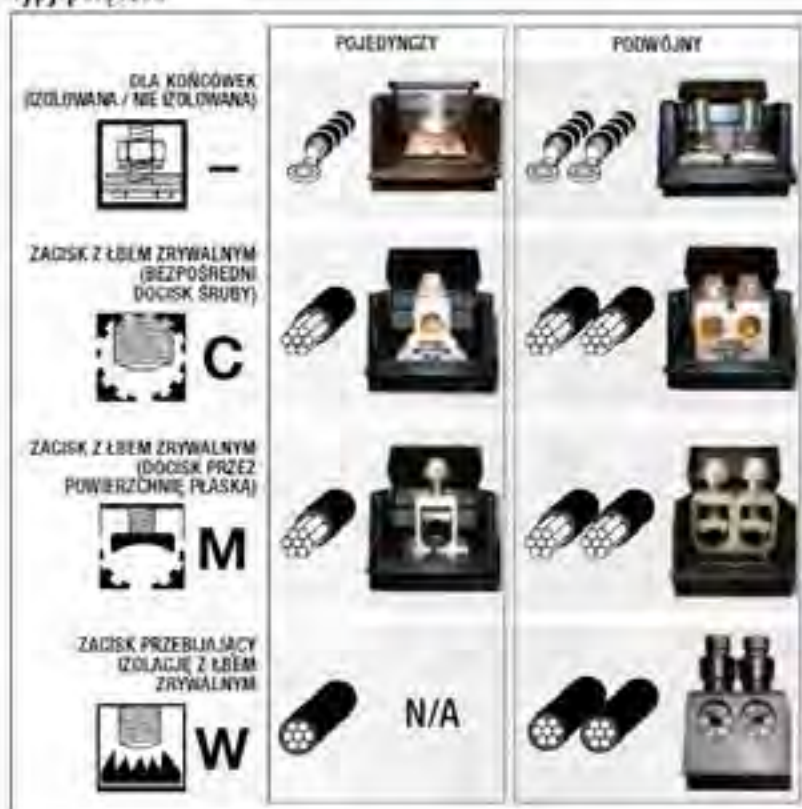 POJEDYNCZY
PODWÓJNY
DLA KOŃCÓWEK
(IZOLOWANA / NIE IZOLOWANA)
–
ZACISK Z ŁBEM ZRYWALNYM
(BEZPOŚREDNI
DOCISK ŚRUBY)
C
ZACISK Z ŁBEM ZRYWALNYM
(DOCISK PRZEZ
POWIERZCHNIĘ PŁASKĄ)
M
ZACISK PRZEBIJAJĄCY
IZOLACJĘ Z ŁBEM
ZRYWALNYM
W
N/A